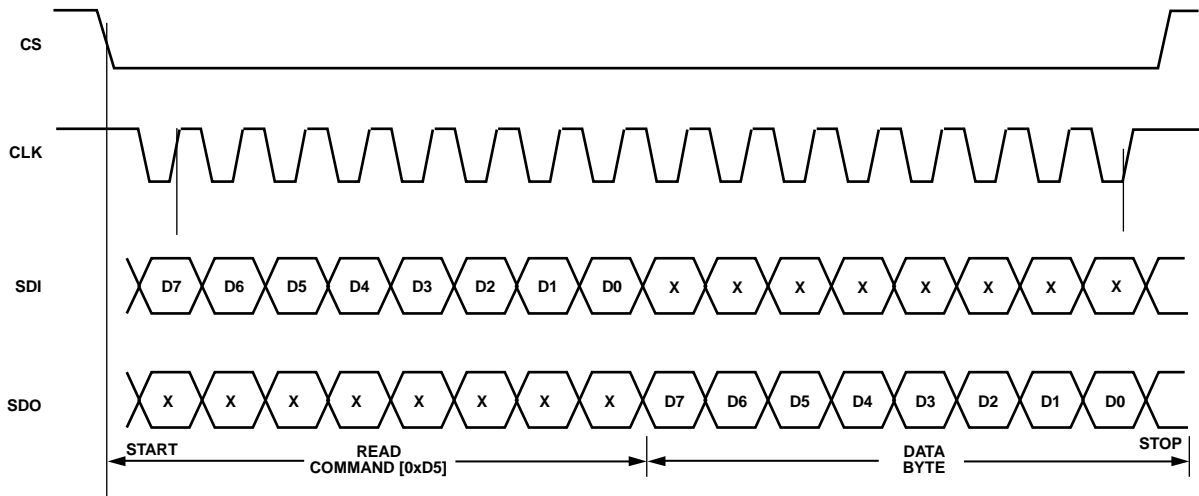 CS
CLK
SDI D7 D6 D5 D4 D3 D2 D1 D0 X X X X X X X X
SDO X X X X X X X X D7 D6 D5 D4 D3 D2 D1 D0
START READ COMMAND [0xD5] DATA BYTE STOP